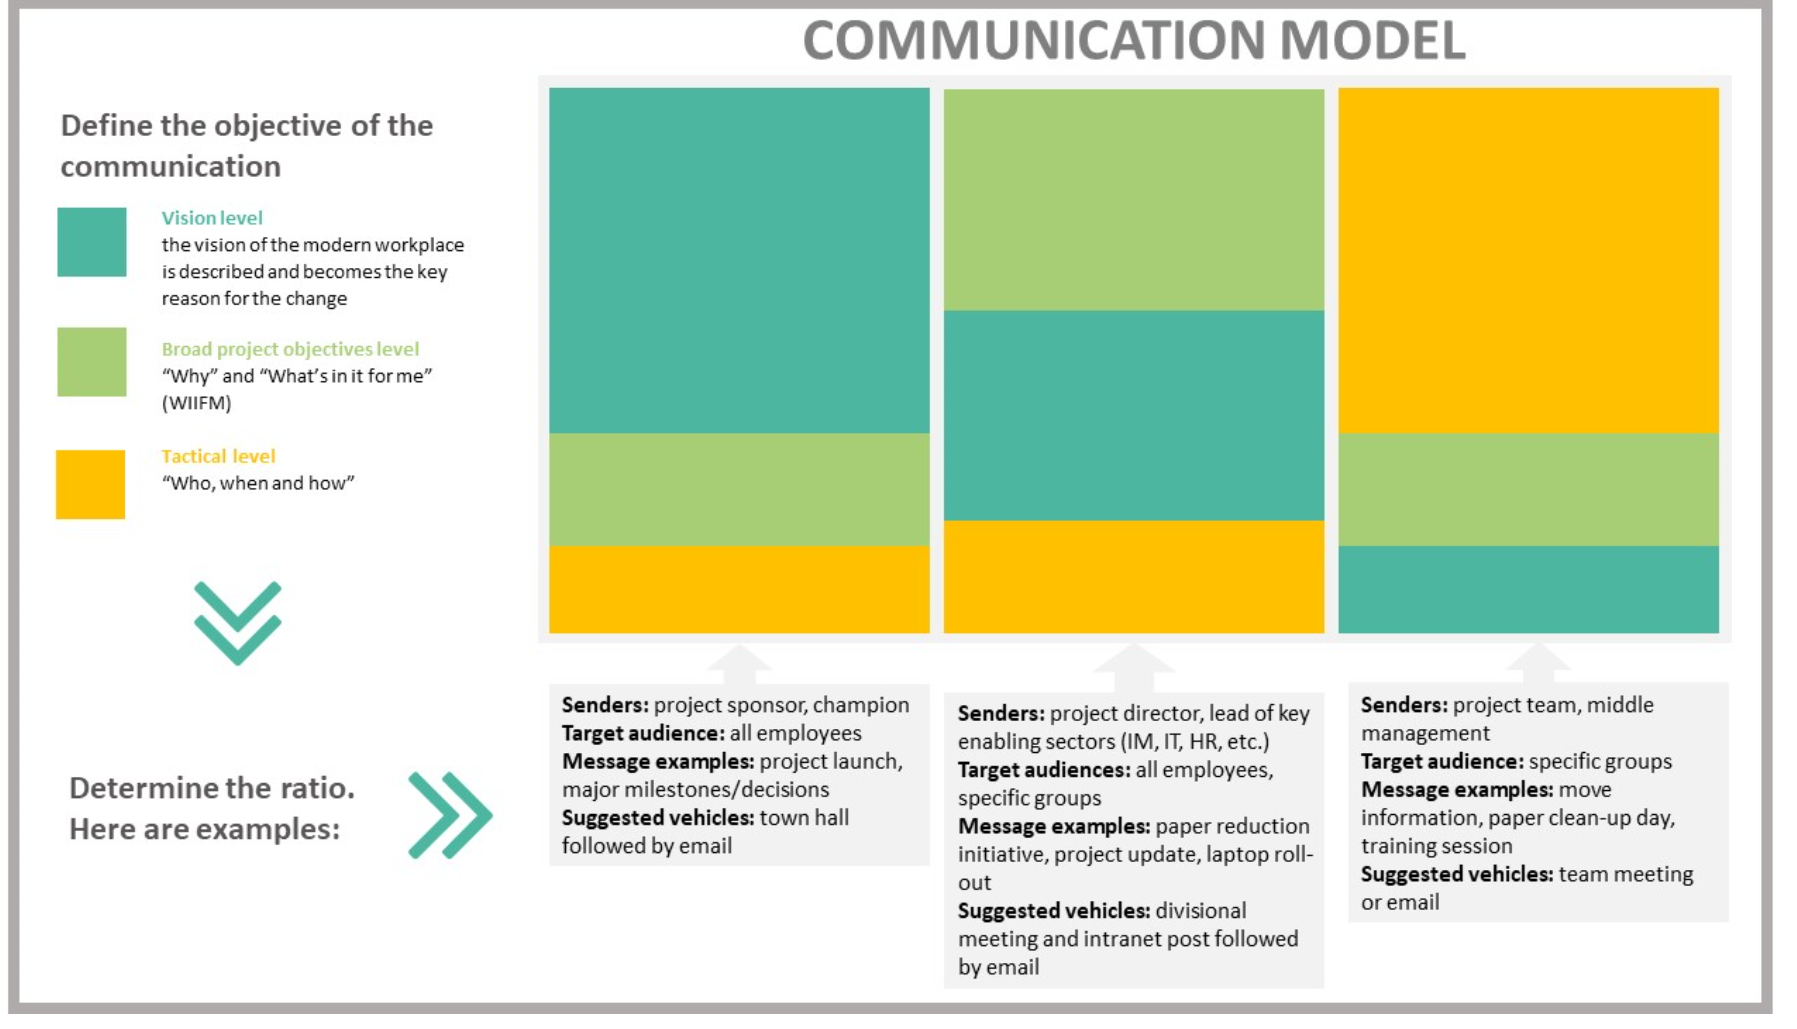 COMMUNICATION MODEL
Define the objective of the
communication
Vision level
the vision of the modern workplace
is described and becomes the key
reason for the change
Broad project objectives level
“Why” and “What’s in it for me”
(WIIFM)
Tactical level
“Who, when and how”
Determine the ratio.
Here are examples:
Senders: project sponsor, champion
Target audience: all employees
Message examples: project launch,
major milestones/decisions
Suggested vehicles: town hall
followed by email
Senders: project director, lead of key
enabling sectors (IM, IT, HR, etc.)
Target audiences: all employees,
specific groups
Message examples: paper reduction
initiative, project update, laptop roll-
out
Suggested vehicles: divisional
meeting and intranet post followed
by email
Senders: project team, middle
management
Target audience: specific groups
Message examples: move
information, paper clean-up day,
training session
Suggested vehicles: team meeting
or email